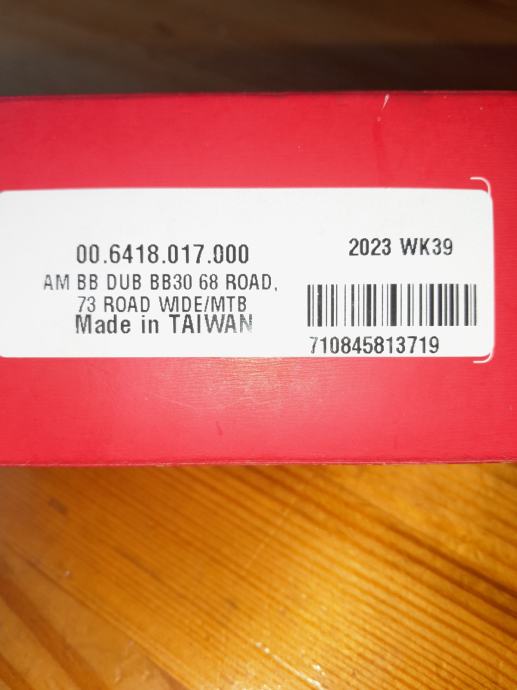 00.6418.017.000
AM BB DUB BB30 68 ROAD,
73 ROAD WIDE/MTB
Made in TAIWAN
2023 WK39
710845813719